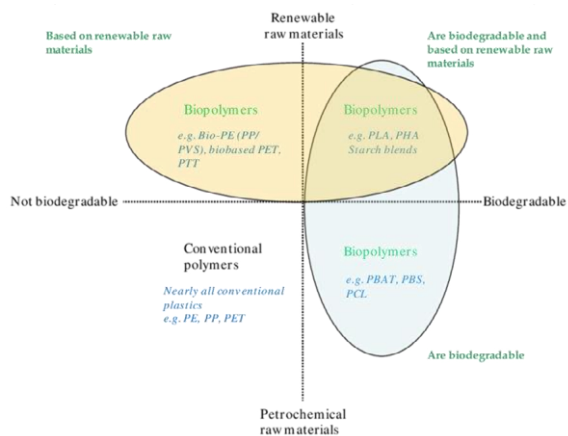 Renewable
raw materials
Based on renewable raw
materials
Are biodegradable and
based on renewable raw
materials
Biopolymers
e.g. Bio-PE (PP/
PVS), biobased PET,
PTT
Biopolymers
e.g. PLA, PHA
Starch blends
Not biodegradable
Biodegradable
Conventional
polymers
Nearly all conventional
plastics
e.g. PE, PP, PET
Biopolymers
e.g. PBAT, PBS,
PCL
Are biodegradable
Petrochemical
raw materials